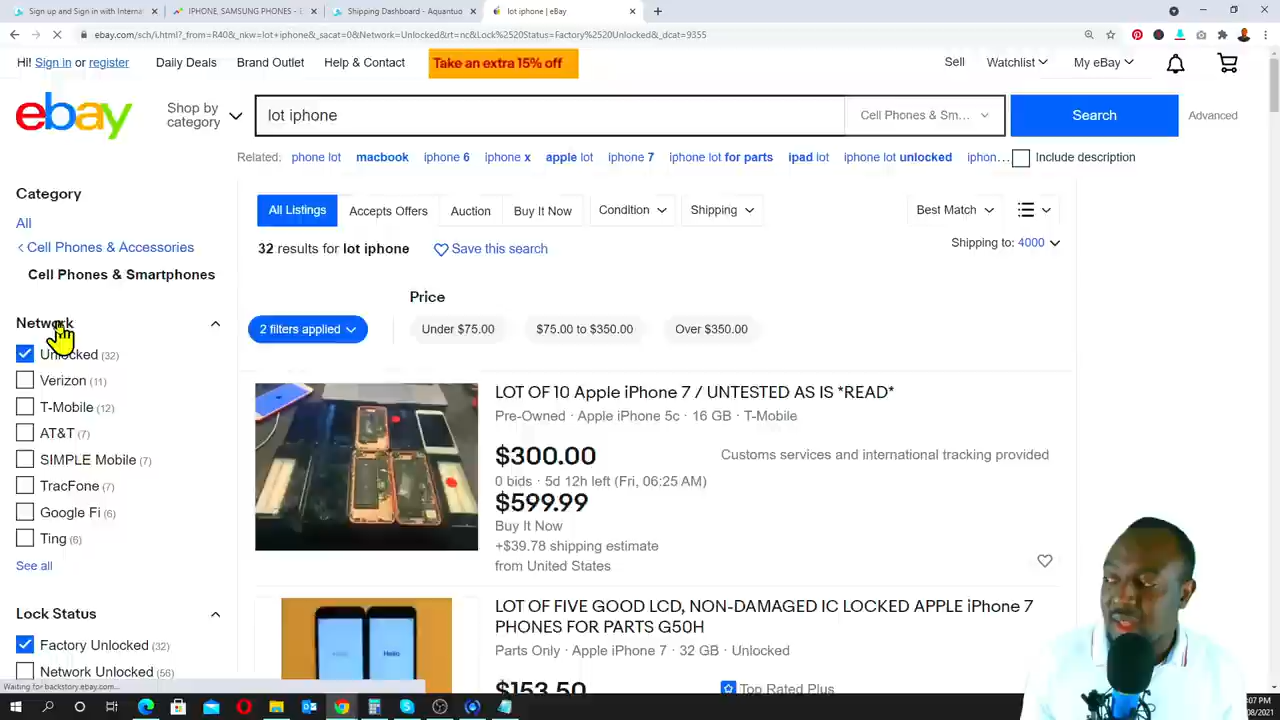 Sign up and Sign in with Internat
IPHONE, SAMSUNG PHONES - (
Shipping Dashboard - Aquantuo
lot iphone | eBay
ebay.com/sch/i.html?_from=R40&_nkw=lot+iphone&_sacat=0&Network=Unlocked&rt=nc&Lock%2520Status=Factory%2520Unlocked&_dcat=9355
Hi! Sign in or register
Daily Deals
Brand Outlet
Help & Contact
Take an extra 15% off
Sell
Watchlist
My eBay
ebay
Shop by category
lot iphone
Cell Phones & Sm...
Search
Advanced
Related: phone lot macbook iphone 6 iphone x apple lot iphone 7 iphone lot for parts ipad lot iphone lot unlocked iphon...
Include description
Category
All
Cell Phones & Accessories
Cell Phones & Smartphones
Network
Unlocked (32)
Verizon (11)
T-Mobile (12)
AT&T (7)
SIMPLE Mobile (7)
TracFone (7)
Google Fi (6)
Ting (6)
See all
Lock Status
Factory Unlocked (32)
Network Unlocked (56)
Waiting for backstory.ebay.com...
All Listings
Accepts Offers
Auction
Buy It Now
Condition
Shipping
Best Match
32 results for lot iphone
Save this search
Shipping to: 4000
Price
2 filters applied
Under $75.00
$75.00 to $350.00
Over $350.00
LOT OF 10 Apple iPhone 7 / UNTESTED AS IS *READ*
Pre-Owned · Apple iPhone 5c · 16 GB · T-Mobile
$300.00
Customs services and international tracking provided
0 bids · 5d 12h left (Fri, 06:25 AM)
$599.99
Buy It Now
+$39.78 shipping estimate
from United States
LOT OF FIVE GOOD LCD, NON-DAMAGED IC LOCKED APPLE iPhone 7
PHONES FOR PARTS G50H
Parts Only · Apple iPhone 7 · 32 GB · Unlocked
$153.50
Top Rated Plus
:07 PM
/08/2021